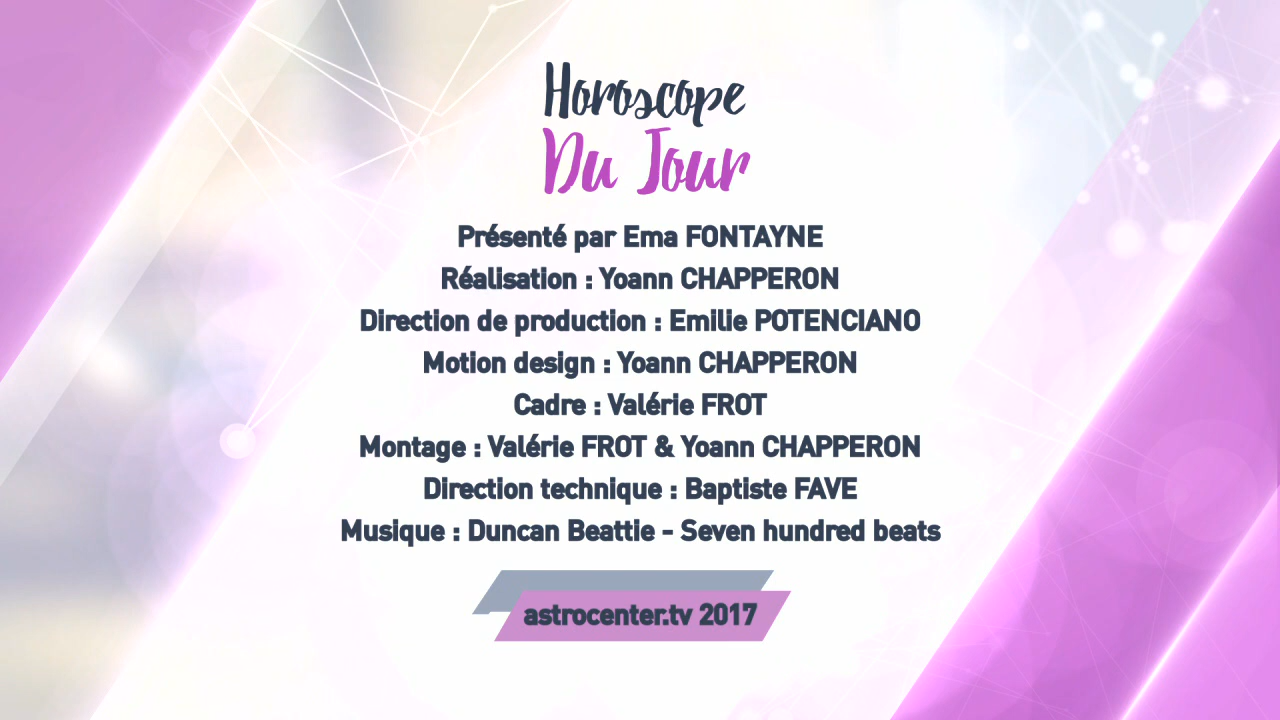 Horoscope
Du Jour
Présenté par Ema FONTAYNE
Réalisation : Yoann CHAPPERON
Direction de production : Emilie POTENCIANO
Motion design : Yoann CHAPPERON
Cadre : Valérie FROT
Montage : Valérie FROT & Yoann CHAPPERON
Direction technique : Baptiste FAVE
Musique : Duncan Beattie - Seven hundred beats
astrocenter.tv 2017